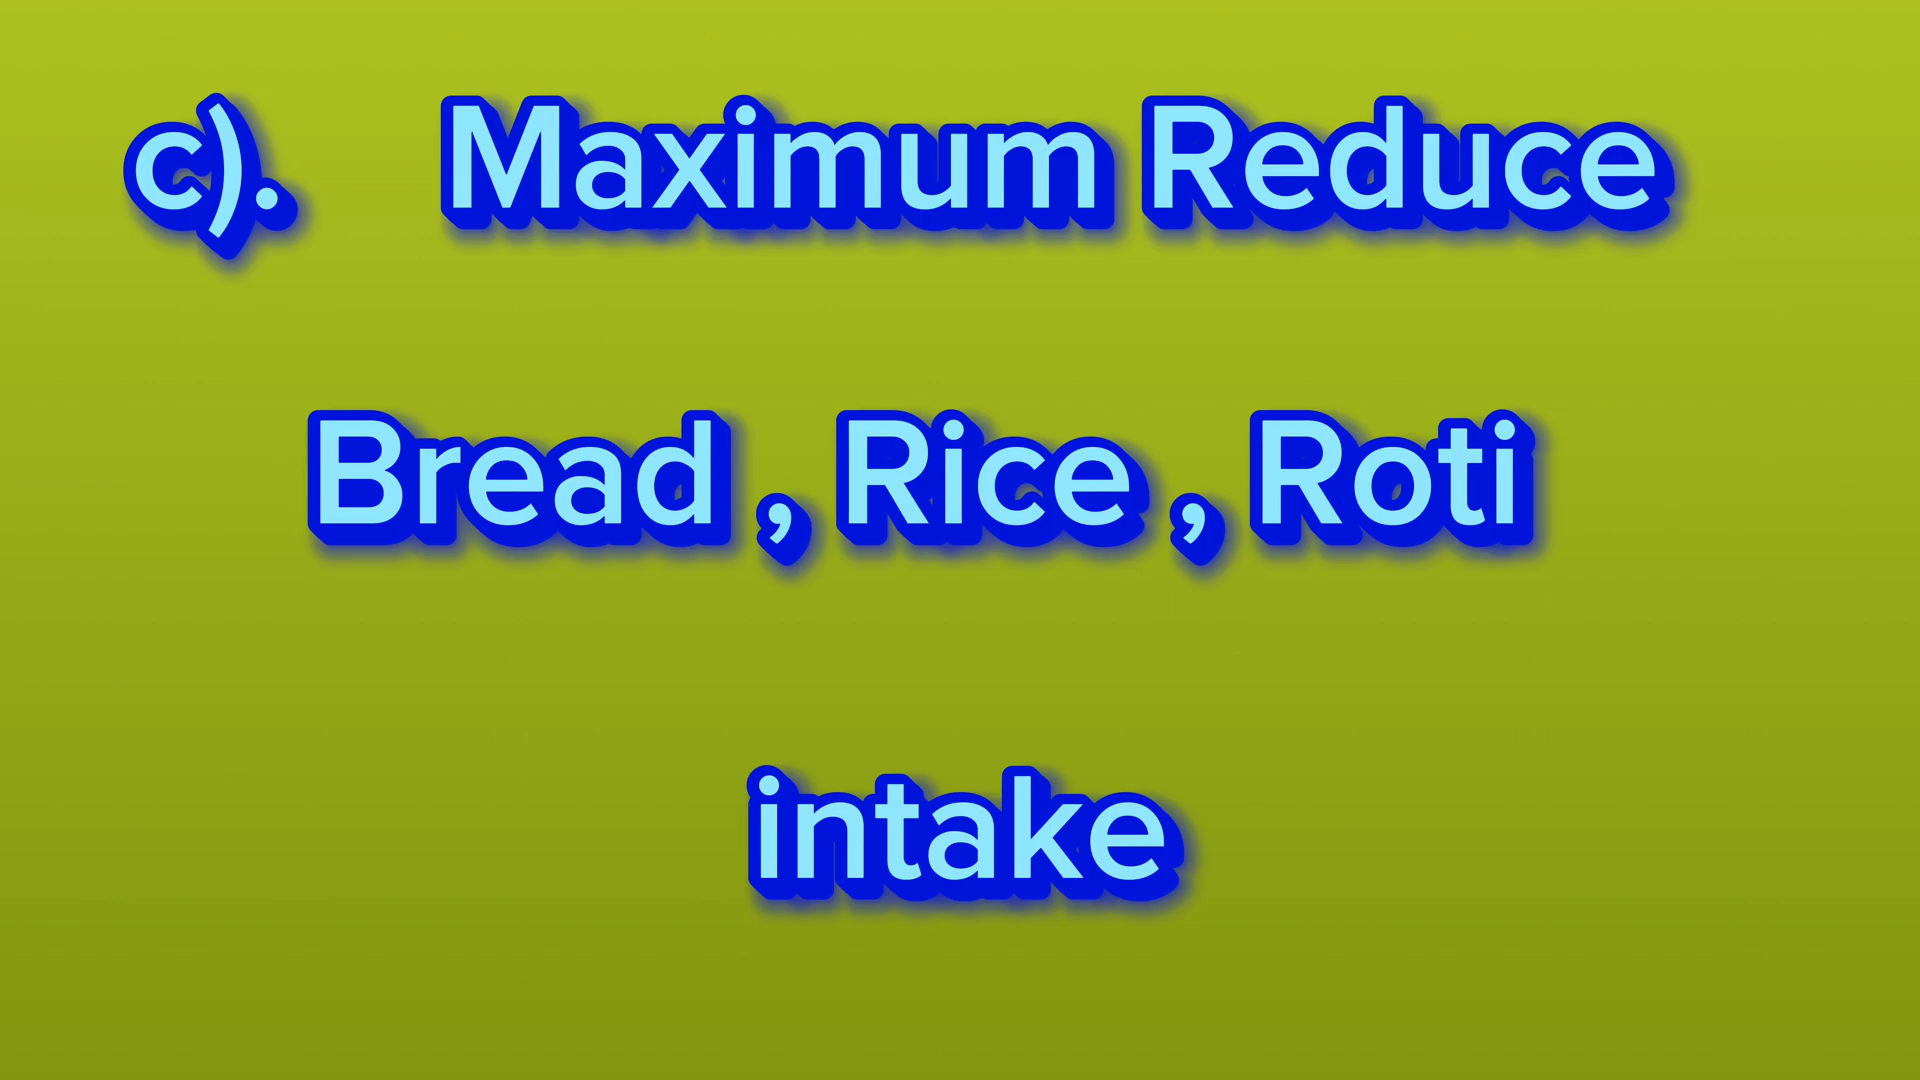 c). Maximum Reduce
Bread , Rice , Roti
intake